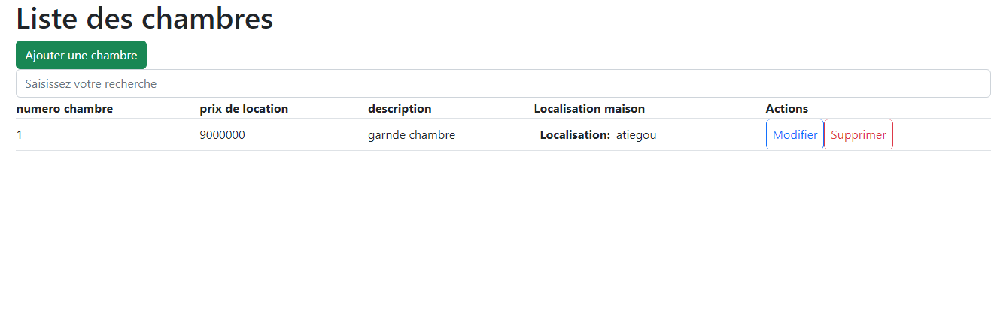 Liste des chambres
Ajouter une chambre
Saisissez votre recherche
numero chambre prix de location description Localisation maison Actions
1 9000000 garnde chambre Localisation: atiegou Modifier Supprimer